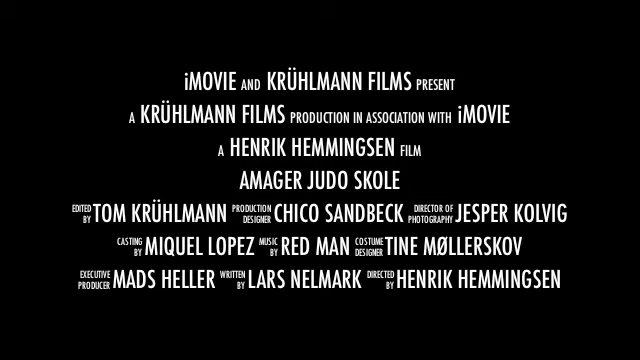 iMOVIE AND KRÜHLMANN FILMS PRESENT
A KRÜHLMANN FILMS PRODUCTION IN ASSOCIATION WITH iMOVIE
A HENRIK HEMMINGSEN FILM
AMAGER JUDO SKOLE
EDITED BY TOM KRÜHLMANN PRODUCTION DESIGNER CHICO SANDBECK DIRECTOR OF PHOTOGRAPHY JESPER KOLVIG
CASTING BY MIQUEL LOPEZ MUSIC BY RED MAN COSTUME DESIGNER TINE MØLLERSKOV
EXECUTIVE PRODUCER MADS HELLER WRITTEN BY LARS NELMARK DIRECTED BY HENRIK HEMMINGSEN